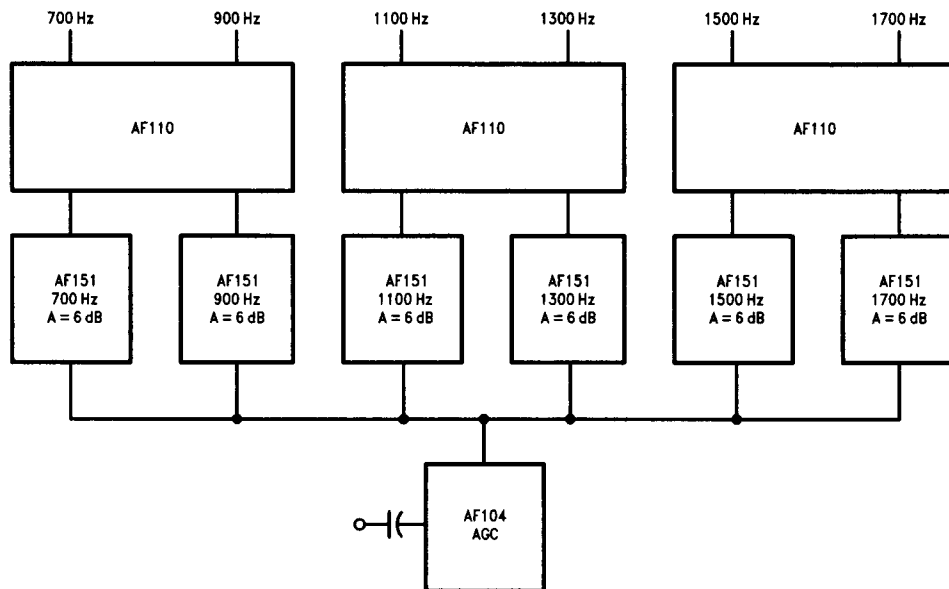 700 Hz
900 Hz
1100 Hz
1300 Hz
1500 Hz
1700 Hz
AF110
AF110
AF110
AF151
700 Hz
A = 6 dB
AF151
900 Hz
A = 6 dB
AF151
1100 Hz
A = 6 dB
AF151
1300 Hz
A = 6 dB
AF151
1500 Hz
A = 6 dB
AF151
1700 Hz
A = 6 dB
AF104
AGC